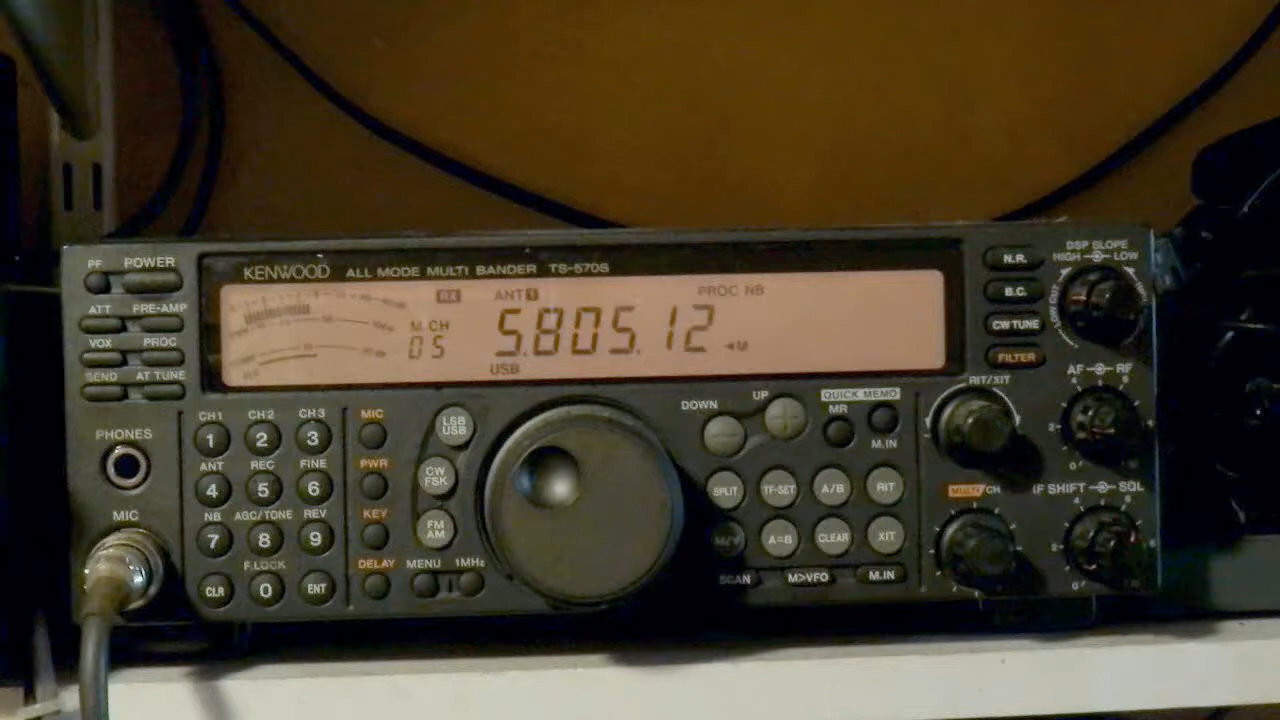 KENWOOD ALL MODE MULTI BANDER TS-570S
PF POWER
ATT PRE-AMP
VOX PROC
SEND AT TUNE
PHONES
MIC
RX ANT 1 PROC NB
M.CH
05 5.805.12 ◄M
USB
N.R.
B.C.
CW TUNE
FILTER
DSP SLOPE
HIGH LOW
CH1 CH2 CH3
1 2 3
ANT REC FINE
4 5 6
NB AGC/TONE REV
7 8 9
F.LOCK
CLR 0 ENT
MIC
PWR
KEY
DELAY
LSB
USB
CW
FSK
FM
AM
MENU 1MHz
DOWN UP
QUICK MEMO
MR
M.IN
SPLIT TF-SET A/B RIT
M/V A=B CLEAR XIT
SCAN M>VFO M.IN
RIT/XIT
MULTI/CH
AF RF
IF SHIFT SQL